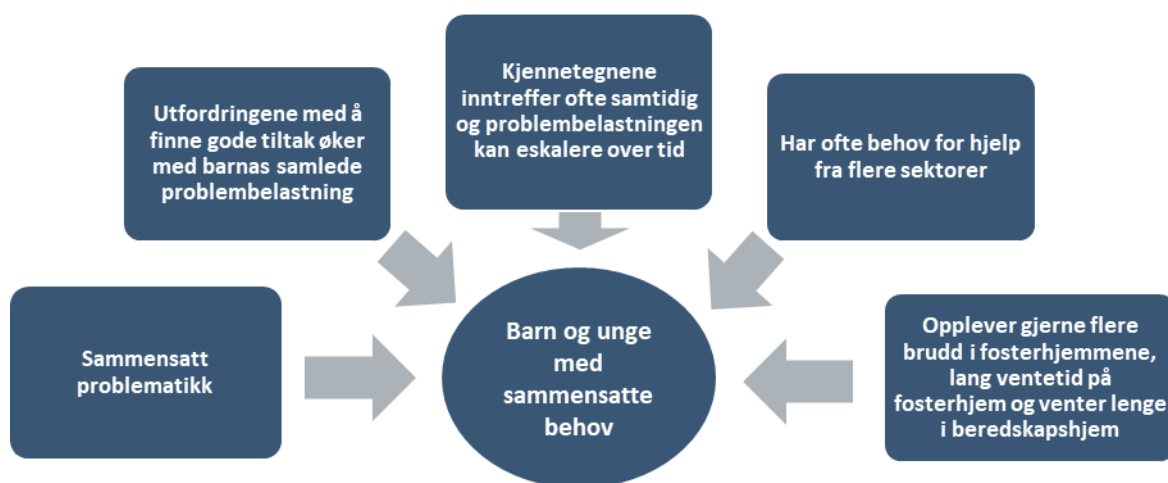 Sammensatt
problematikk
Utfordringene med å
finne gode tiltak øker
med barnas samlede
problembelastning
Kjennetegnene
inntreffer ofte samtidig
og problembelastningen
kan eskalere over tid
Har ofte behov for hjelp
fra flere sektorer
Opplever gjerne flere
brudd i fosterhjemmene,
lang ventetid på
fosterhjem og venter lenge
i beredskapshjem
Barn og unge
med
sammensatte
behov